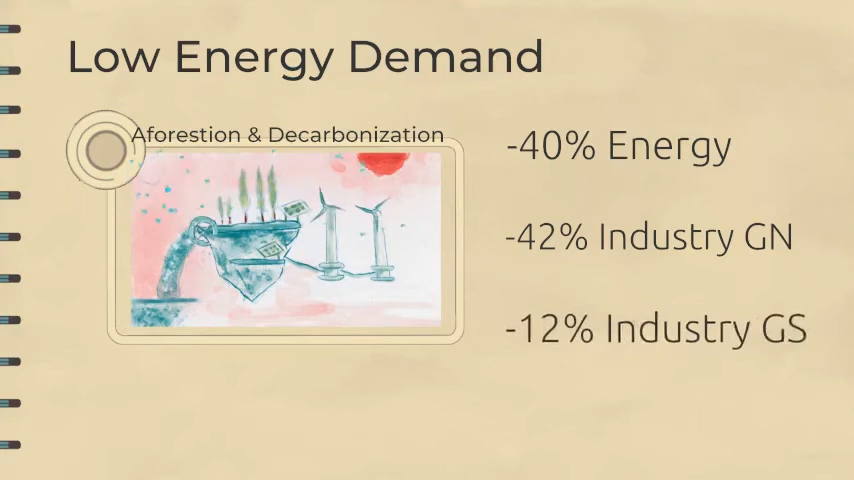 Low Energy Demand
Aforestion & Decarbonization
-40% Energy
-42% Industry GN
-12% Industry GS